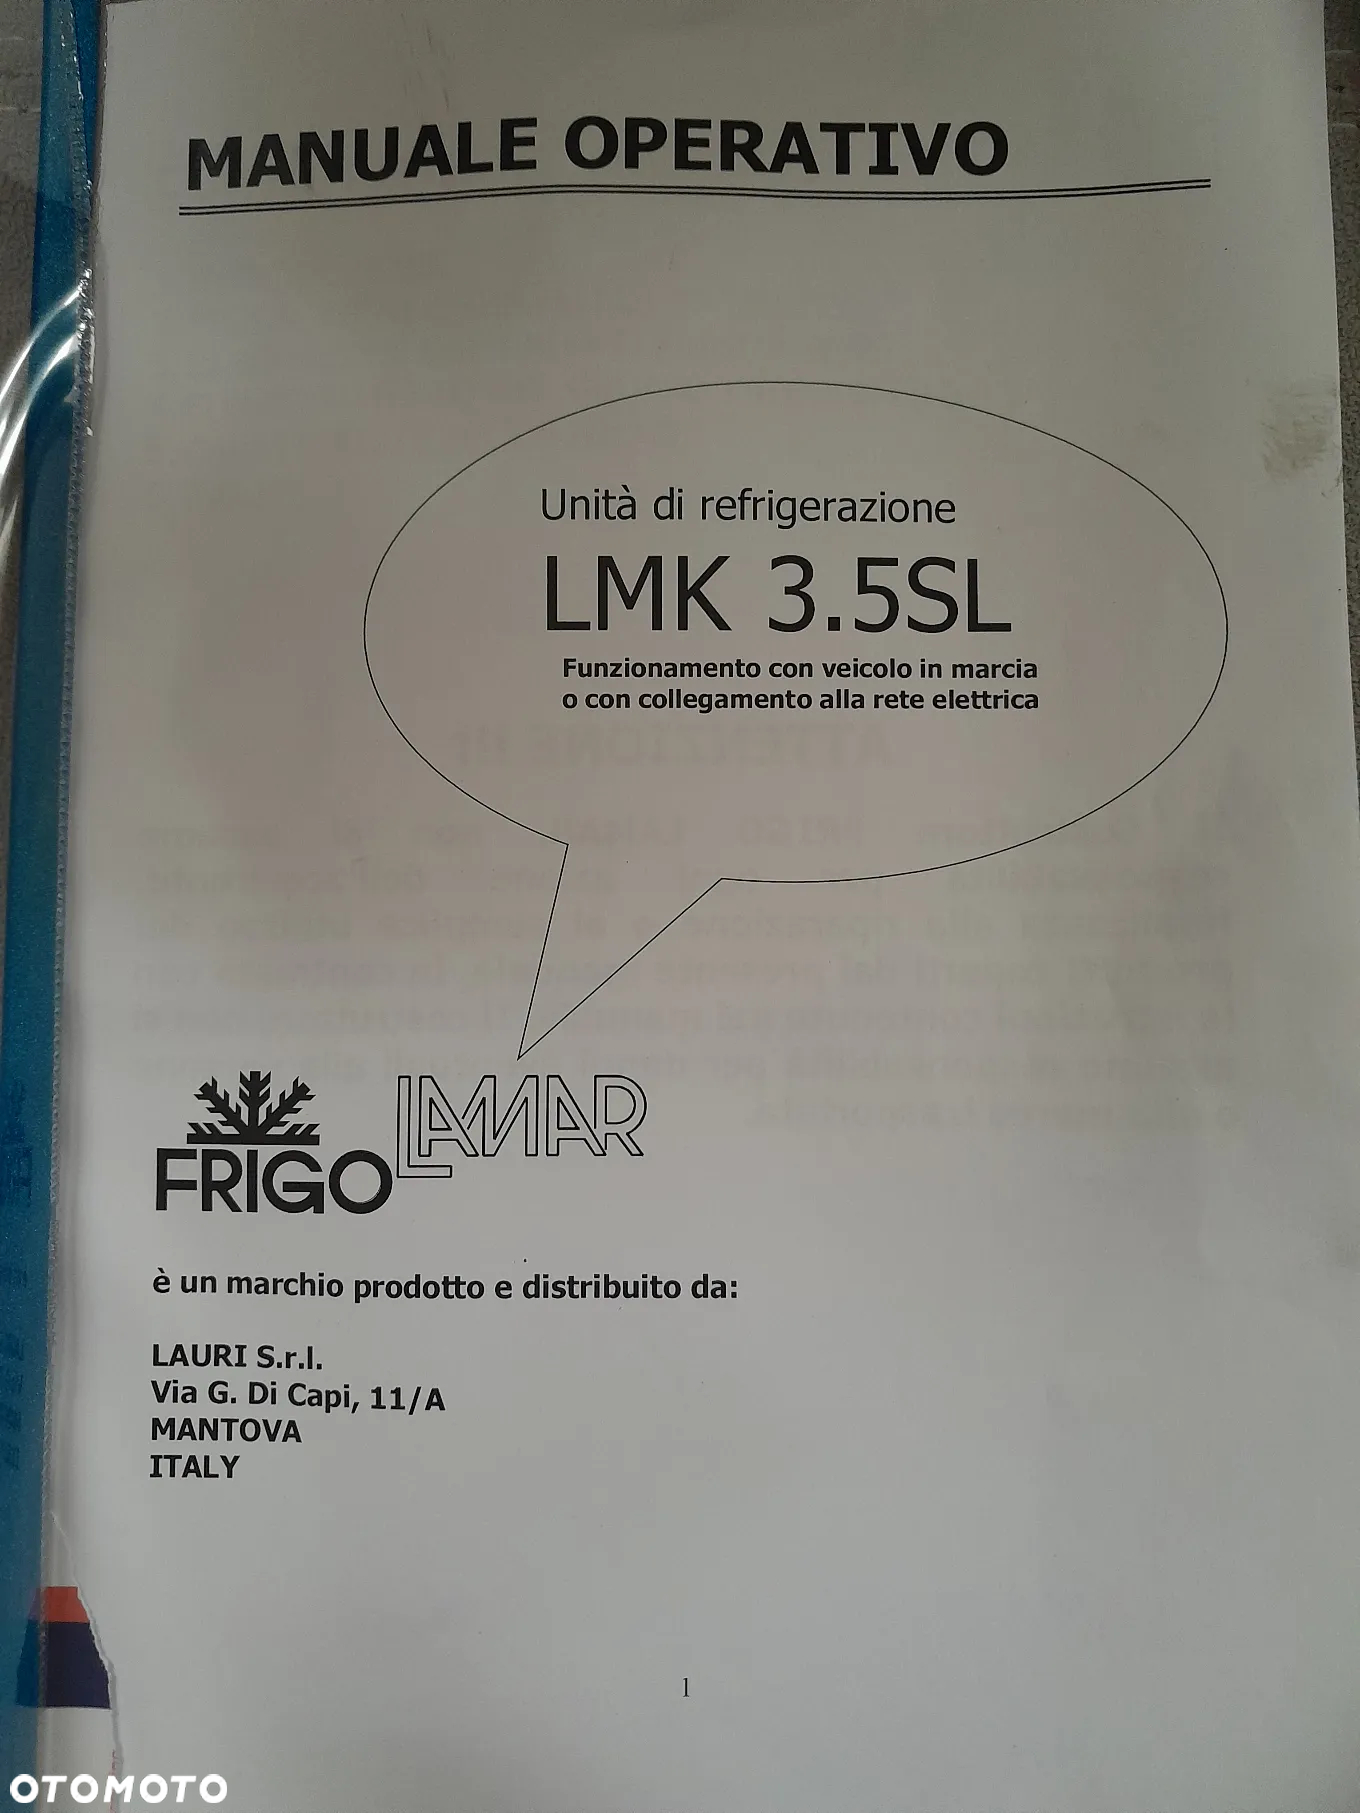 MANUALE OPERATIVO
Unità di refrigerazione
LMK 3.5SL
Funzionamento con veicolo in marcia
o con collegamento alla rete elettrica
FRIGO LAMAR
è un marchio prodotto e distribuito da:
LAURI S.r.l.
Via G. Di Capi, 11/A
MANTOVA
ITALY
1
OTOMOTO